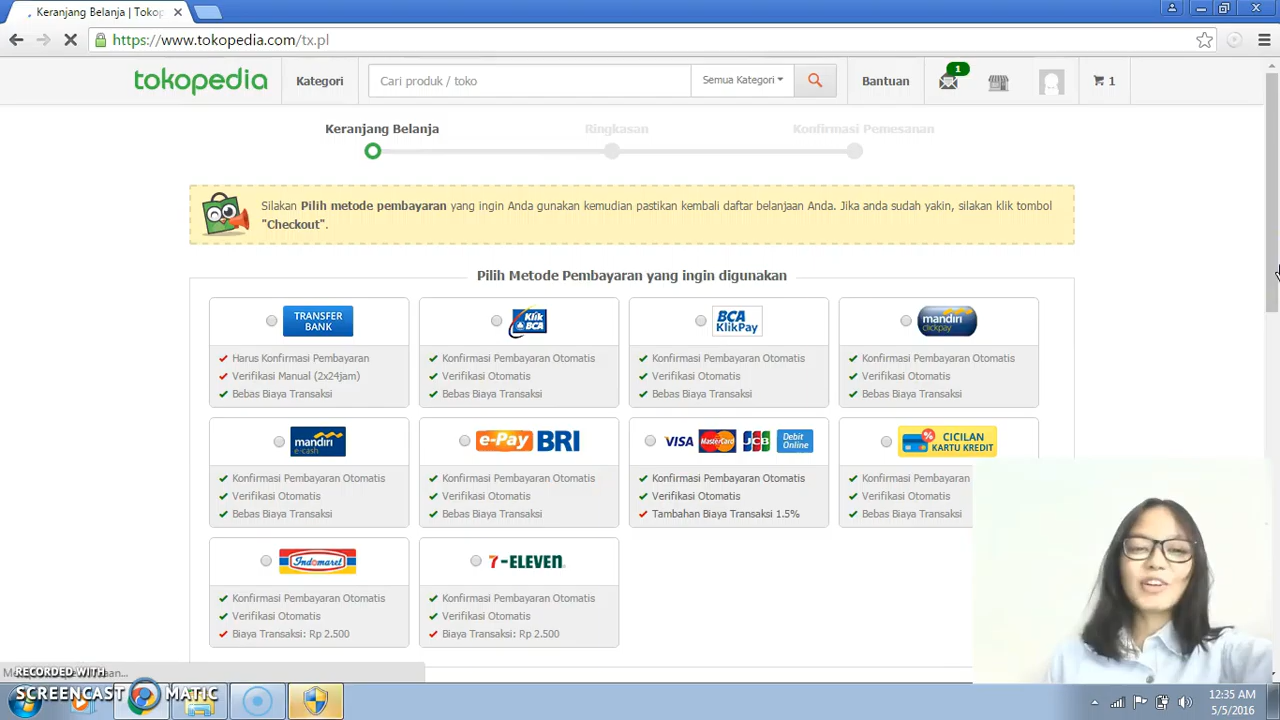 Keranjang Belanja | Tokop
https://www.tokopedia.com/tx.pl
tokopedia
Kategori
Cari produk / toko
Semua Kategori
Bantuan
1
1
Keranjang Belanja
Ringkasan
Konfirmasi Pemesanan
Silakan Pilih metode pembayaran yang ingin Anda gunakan kemudian pastikan kembali daftar belanjaan Anda. Jika anda sudah yakin, silakan klik tombol
"Checkout".
Pilih Metode Pembayaran yang ingin digunakan
TRANSFER
BANK
Harus Konfirmasi Pembayaran
Verifikasi Manual (2x24jam)
Bebas Biaya Transaksi
Klik
BCA
Konfirmasi Pembayaran Otomatis
Verifikasi Otomatis
Bebas Biaya Transaksi
BCA
KlikPay
Konfirmasi Pembayaran Otomatis
Verifikasi Otomatis
Bebas Biaya Transaksi
mandiri
clickpay
Konfirmasi Pembayaran Otomatis
Verifikasi Otomatis
Bebas Biaya Transaksi
mandiri
e-cash
Konfirmasi Pembayaran Otomatis
Verifikasi Otomatis
Bebas Biaya Transaksi
e-Pay BRI
Konfirmasi Pembayaran Otomatis
Verifikasi Otomatis
Bebas Biaya Transaksi
VISA MasterCard JCB Debit Online
Konfirmasi Pembayaran Otomatis
Verifikasi Otomatis
Tambahan Biaya Transaksi 1.5%
% CICILAN
KARTU KREDIT
Konfirmasi Pembayaran
Verifikasi Otomatis
Bebas Biaya Transaksi
Indomaret
Konfirmasi Pembayaran Otomatis
Verifikasi Otomatis
Biaya Transaksi: Rp 2.500
7-ELEVEN
Konfirmasi Pembayaran Otomatis
Verifikasi Otomatis
Biaya Transaksi: Rp 2.500
RECORDED WITH
SCREENCAST MATIC
12:35 AM
5/5/2016